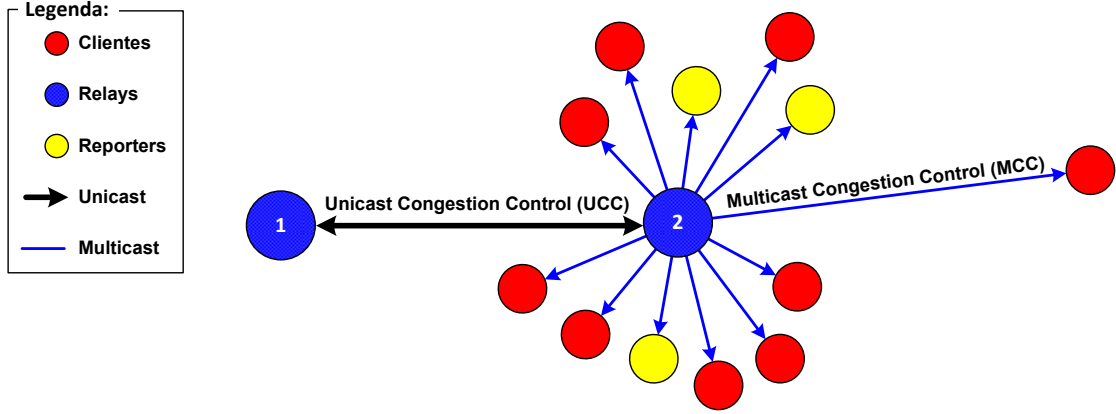 Legenda:
Clientes
Relays
Reporters
Unicast
Multicast
1
Unicast Congestion Control (UCC)
2
Multicast Congestion Control (MCC)